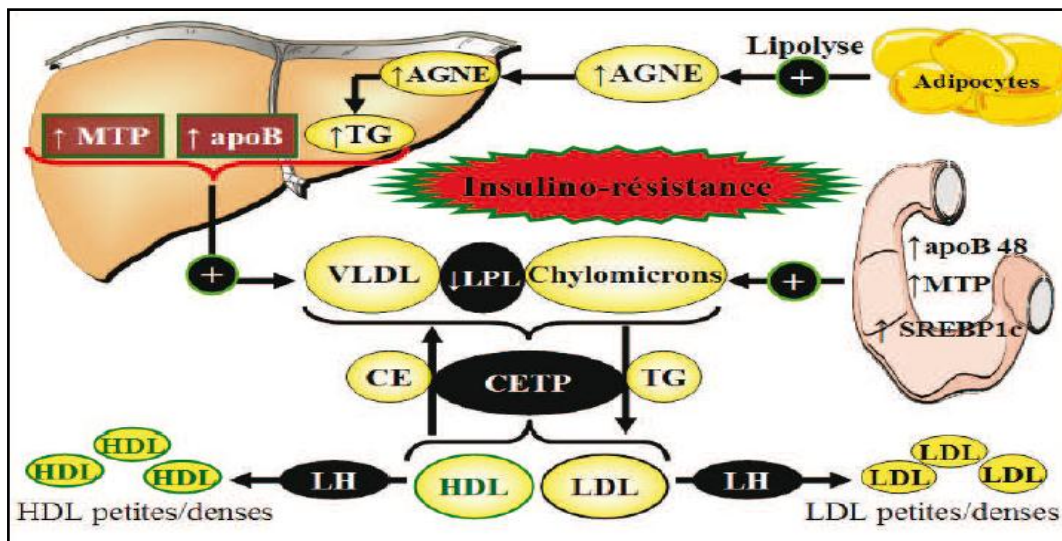 Lipolyse
↑AGNE
↑AGNE
+
Adipocytes
↑ MTP
↑ apoB
↑TG
Insulino-résistance
↑apoB 48
↑MTP
↑ SREBP1c
+
VLDL
↓LPL
Chylomicrons
+
CE
CETP
TG
HDL
HDL
HDL
LH
HDL
LDL
LH
LDL
LDL
LDL
HDL petites/denses
LDL petites/denses